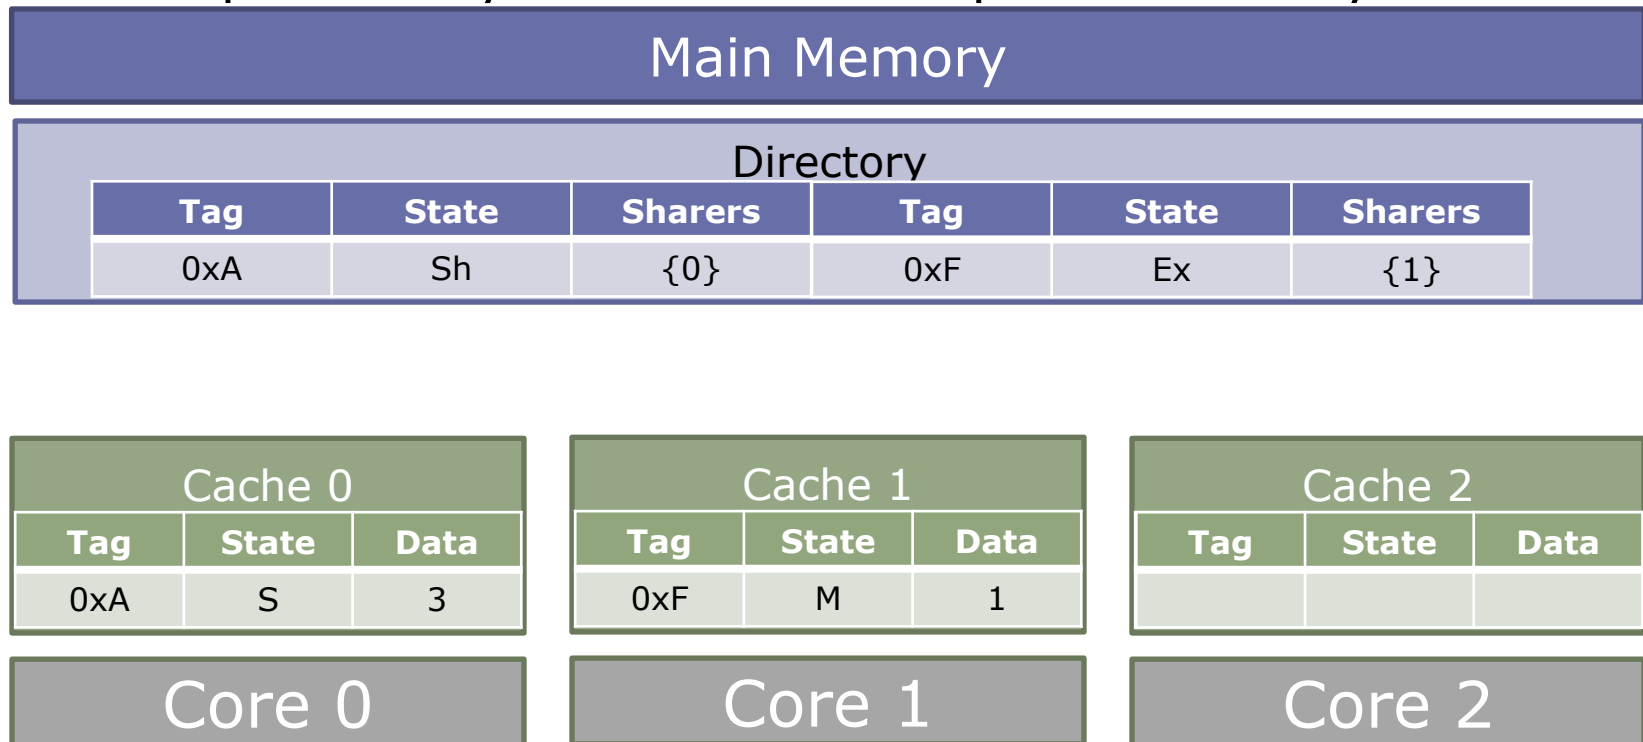 Main Memory
Directory
Tag State Sharers Tag State Sharers
0xA Sh {0} 0xF Ex {1}
Cache 0 Cache 1 Cache 2
Tag State Data Tag State Data Tag State Data
0xA S 3 0xF M 1
Core 0 Core 1 Core 2